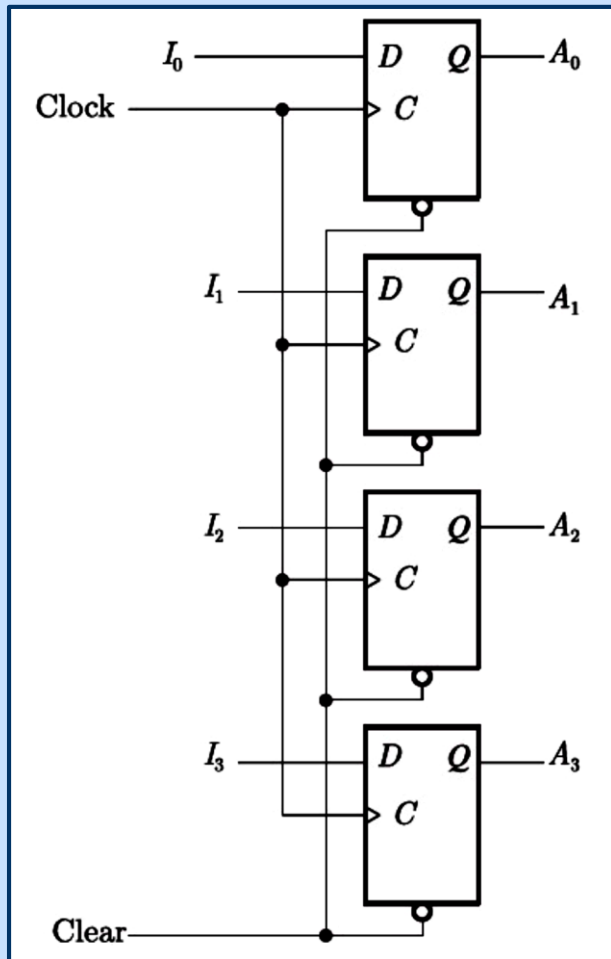 I₀ D Q A₀
Clock C
I₁ D Q A₁
C
I₂ D Q A₂
C
I₃ D Q A₃
C
Clear